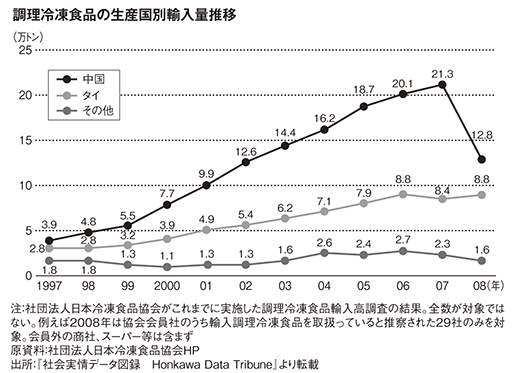 調理冷凍食品の生産国別輸入量推移
(万トン)
25
20
15
10
5
0
中国
タイ
その他
3.9 4.8 5.5 7.7 9.9 12.6 14.4 16.2 18.7 20.1 21.3 12.8
2.8 2.8 3.2 3.9 4.9 5.4 6.2 7.1 7.9 8.8 8.4 8.8
1.8 1.8 1.3 1.1 1.3 1.3 1.6 2.6 2.4 2.7 2.3 1.6
1997 98 99 2000 01 02 03 04 05 06 07 08(年)
注:社団法人日本冷凍食品協会がこれまでに実施した調理冷凍食品輸入高調査の結果。全数が対象では
ない。例えば2008年は協会会員社のうち輸入調理冷凍食品を取扱っていると推察された29社のみを対
象。会員外の商社、スーパー等は含まず
原資料:社団法人日本冷凍食品協会HP
出所:『社会実情データ図録 Honkawa Data Tribune』より転載